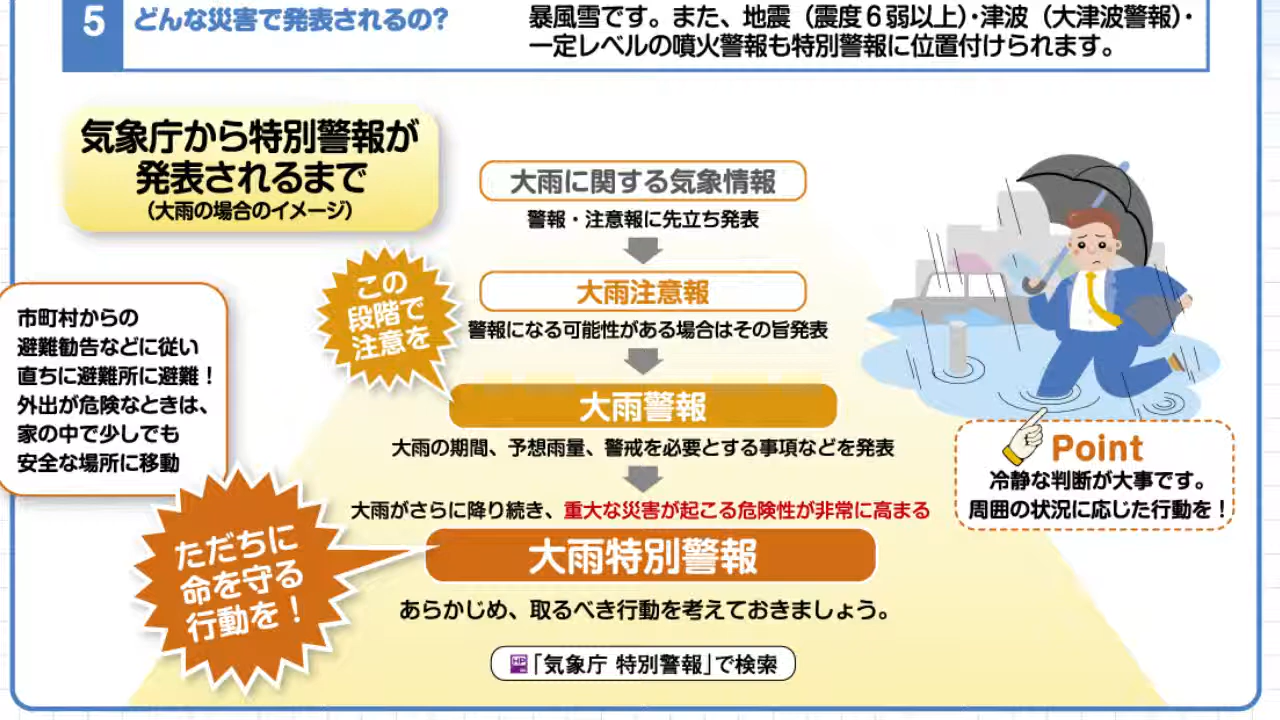 5 どんな災害で発表されるの?
暴風雪です。また、地震（震度６弱以上）・津波（大津波警報）・
一定レベルの噴火警報も特別警報に位置付けられます。
気象庁から特別警報が
発表されるまで
（大雨の場合のイメージ）
大雨に関する気象情報
警報・注意報に先立ち発表
大雨注意報
警報になる可能性がある場合はその旨発表
この
段階で
注意を
大雨警報
大雨の期間、予想雨量、警戒を必要とする事項などを発表
大雨がさらに降り続き、重大な災害が起こる危険性が非常に高まる
大雨特別警報
あらかじめ、取るべき行動を考えておきましょう。
HP「気象庁 特別警報」で検索
市町村からの
避難勧告などに従い
直ちに避難所に避難！
外出が危険なときは、
家の中で少しでも
安全な場所に移動
ただちに
命を守る
行動を！
Point
冷静な判断が大事です。
周囲の状況に応じた行動を！